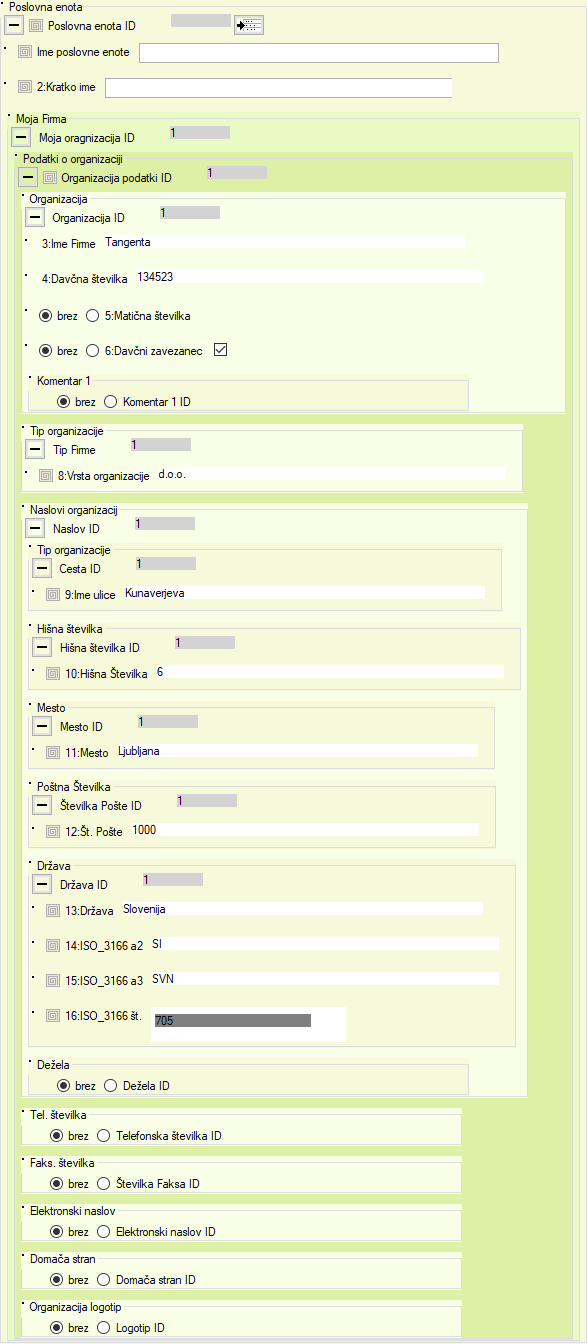 Poslovna enota
Poslovna enota ID
Ime poslovne enote
2:Kratko ime
Moja Firma
Moja oragnizacija ID 1
Podatki o organizaciji
Organizacija podatki ID 1
Organizacija
Organizacija ID 1
3:Ime Firme Tangenta
4:Davčna številka 134523
brez 5:Matična številka
brez 6:Davčni zavezanec
Komentar 1
brez Komentar 1 ID
Tip organizacije
Tip Firme 1
8:Vrsta organizacije d.o.o.
Naslovi organizacij
Naslov ID 1
Tip organizacije
Cesta ID 1
9:Ime ulice Kunaverjeva
Hišna številka
Hišna številka ID 1
10:Hišna Številka 6
Mesto
Mesto ID 1
11:Mesto Ljubljana
Poštna Številka
Številka Pošte ID 1
12:Št. Pošte 1000
Država
Država ID 1
13:Država Slovenija
14:ISO_3166 a2 SI
15:ISO_3166 a3 SVN
16:ISO_3166 št. 705
Dežela
brez Dežela ID
Tel. številka
brez Telefonska številka ID
Faks. številka
brez Številka Faksa ID
Elektronski naslov
brez Elektronski naslov ID
Domača stran
brez Domača stran ID
Organizacija logotip
brez Logotip ID